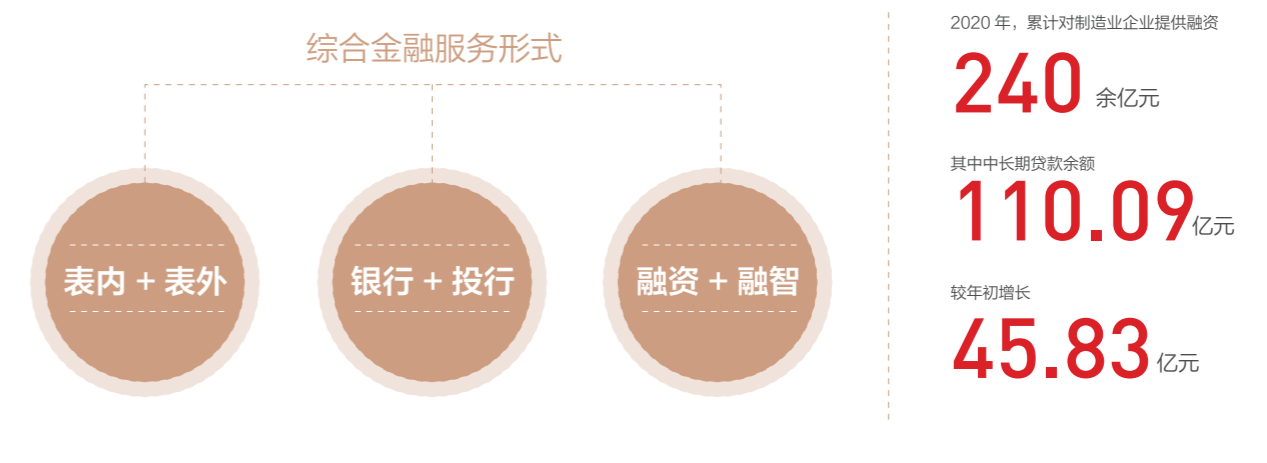 综合金融服务形式
表内 + 表外
银行 + 投行
融资 + 融智
2020 年，累计对制造业企业提供融资
240 余亿元
其中中长期贷款余额
110.09亿元
较年初增长
45.83 亿元